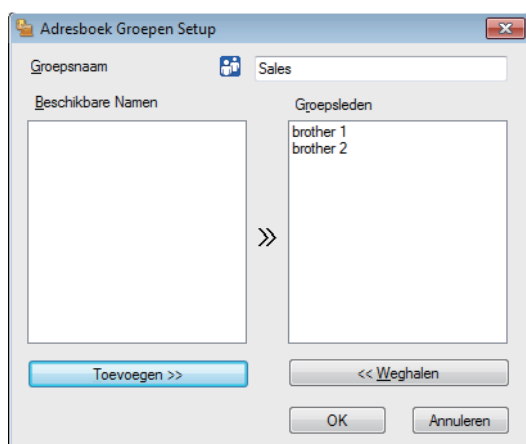 Adresboek Groepen Setup
Groepsnaam
Sales
Beschikbare Namen
Groepsleden
brother 1
brother 2
»
Toevoegen >>
<< Weghalen
OK
Annuleren